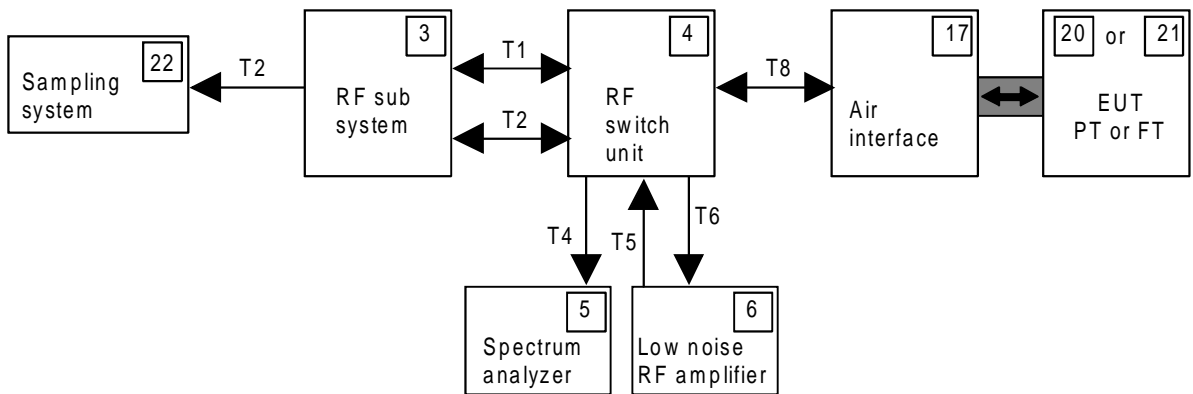 22
Sampling
system
T2
3
RF sub
system
T1
T2
4
RF
switch
unit
T8
17
Air
interface
20 or 21
EUT
PT or FT
T4
T5
T6
5
Spectrum
analyzer
6
Low noise
RF amplifier